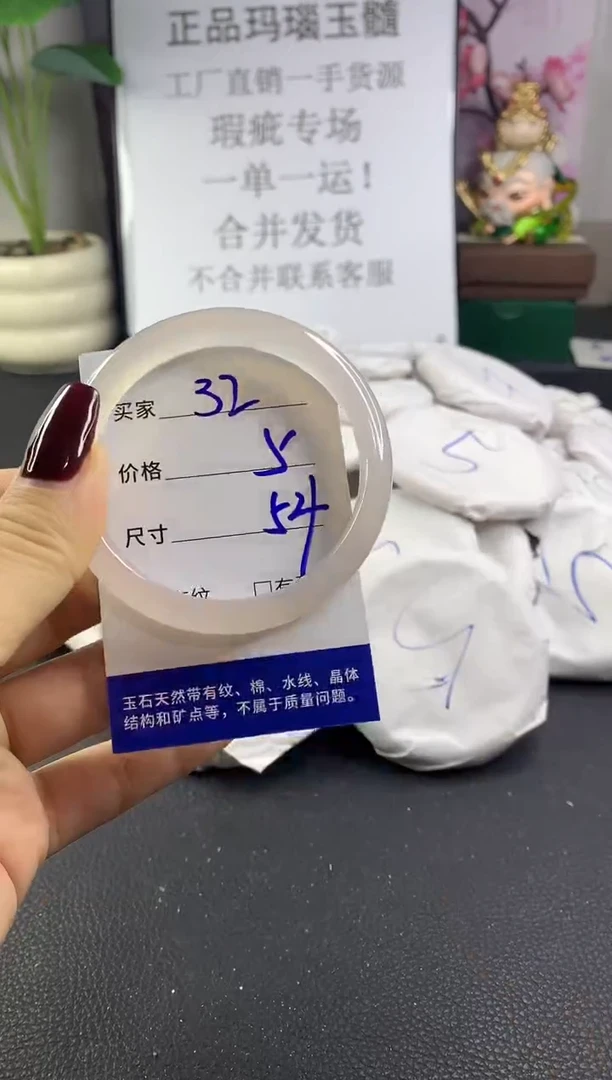 正品玛瑙玉髓
工厂直销一手货源
瑕疵专场
一单一运!
合并发货
不合并联系客服
买家 32
价格 5
尺寸 54
玉石天然带有纹、棉、水线、晶体
结构和矿点等，不属于质量问题。
5